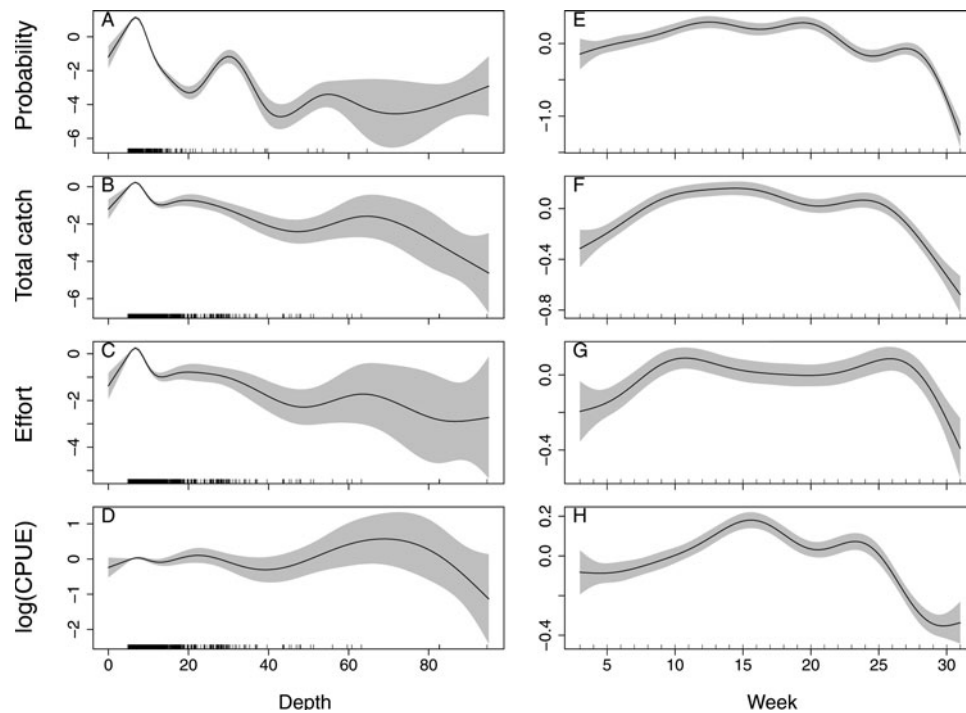 A
Probability
0
−2
−4
−6
E
0.0
−1.0
B
Total catch
0
−2
−4
−6
F
0.0
−0.4
−0.8
C
Effort
0
−2
−4
G
0.0
−0.4
D
log(CPUE)
1
0
−1
−2
H
0.2
0.0
−0.4
0 20 40 60 80
5 10 15 20 25 30
Depth
Week